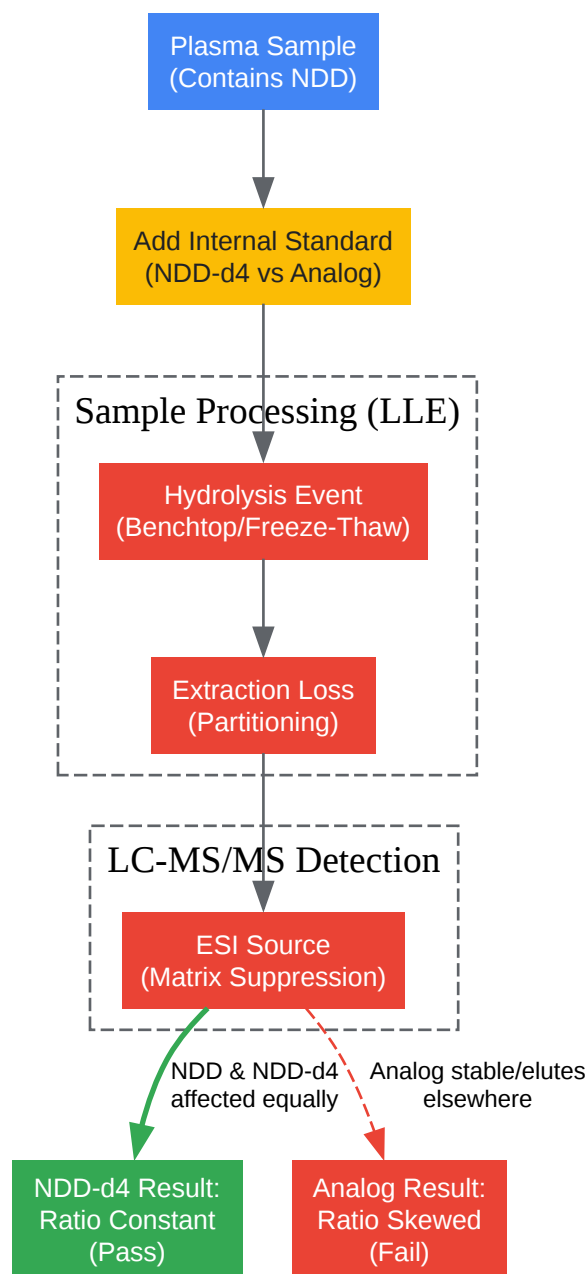 Plasma Sample
(Contains NDD)
Add Internal Standard
(NDD-d4 vs Analog)
Sample Processing (LLE)
Hydrolysis Event
(Benchtop/Freeze-Thaw)
Extraction Loss
(Partitioning)
LC-MS/MS Detection
ESI Source
(Matrix Suppression)
NDD & NDD-d4
affected equally
Analog stable/elutes
elsewhere
NDD-d4 Result:
Ratio Constant
(Pass)
Analog Result:
Ratio Skewed
(Fail)